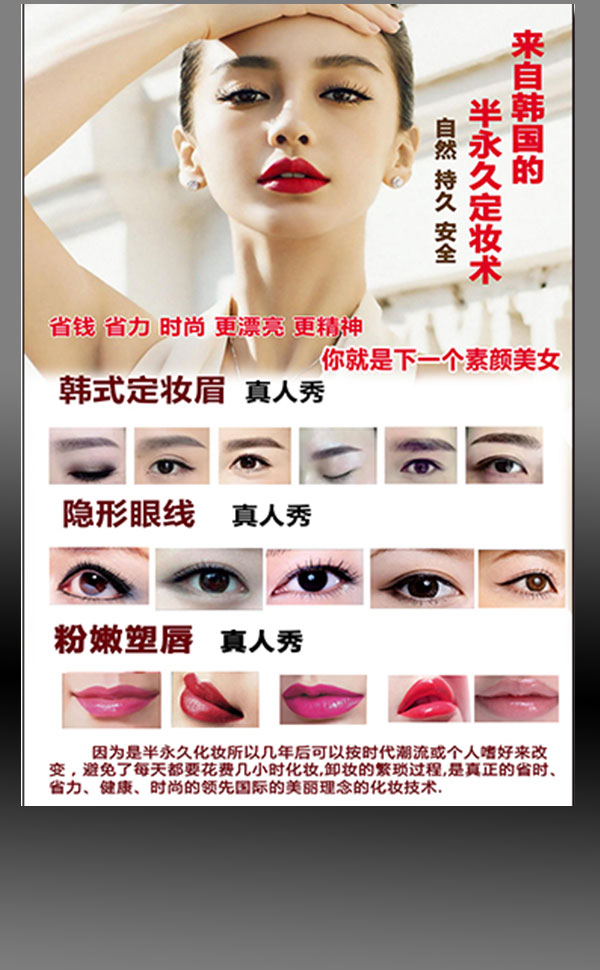 来自韩国的
半永久定妆术
自然 持久 安全
省钱 省力 时尚 更漂亮 更精神
你就是下一个素颜美女
韩式定妆眉 真人秀
隐形眼线 真人秀
粉嫩塑唇 真人秀
因为是半永久化妆所以几年后可以按时代潮流或个人嗜好来改
变，避免了每天都要花费几小时化妆,卸妆的繁琐过程,是真正的省时、
省力、健康、时尚的领先国际的美丽理念的化妆技术.